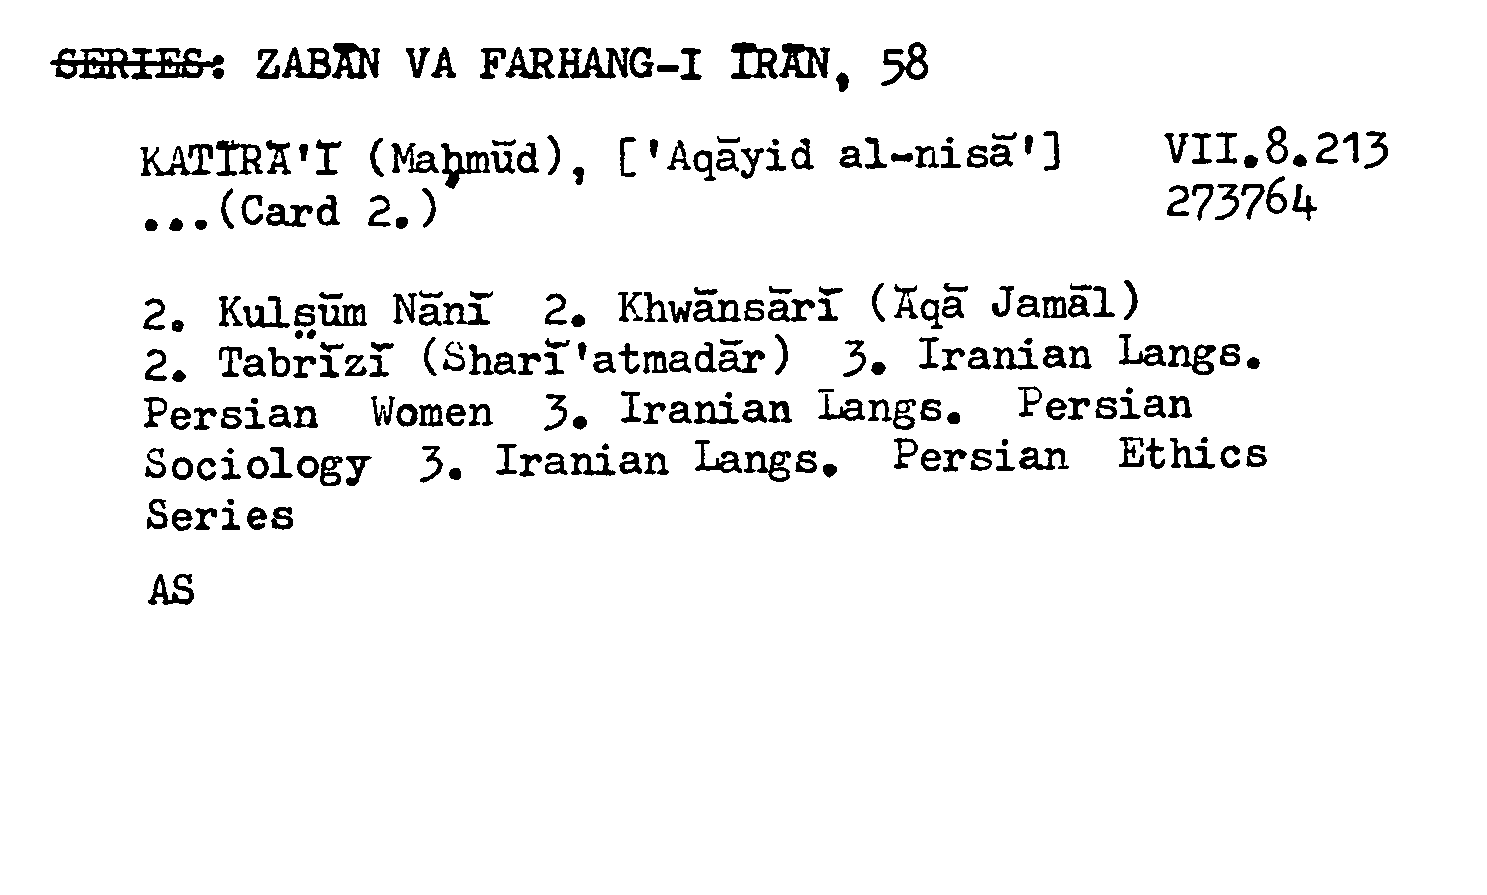 SERIES: ZABĀN VA FARHANG-I ĪRĀN, 58
KATĪRĀ'Ī (Maḥmūd), ['Aqāyid al-nisā'] VII.8.213
...(Card 2.) 273764
2. Kuls̤ūm Nānī 2. Khwānsārī (Āqā Jamāl)
2. Tabrīzī (Sharī'atmadār) 3. Iranian Langs.
Persian Women 3. Iranian Langs. Persian
Sociology 3. Iranian Langs. Persian Ethics
Series
AS